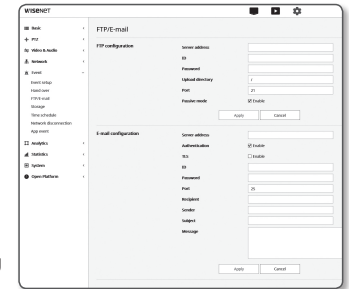 WISENET
Basic
PTZ
Video & Audio
Network
Event
Event setup
Hand over
FTP/E-mail
Storage
Time schedule
Network disconnection
App event
Analytics
Statistics
System
Open Platform
FTP/E-mail
FTP configuration
Server address
ID
Password
Upload directory /
Port 21
Passive mode Enable
Apply Cancel
E-mail configuration
Server address
Authentication Enable
TLS Enable
ID
Password
Port 25
Recipient
Sender
Subject
Message
Apply Cancel